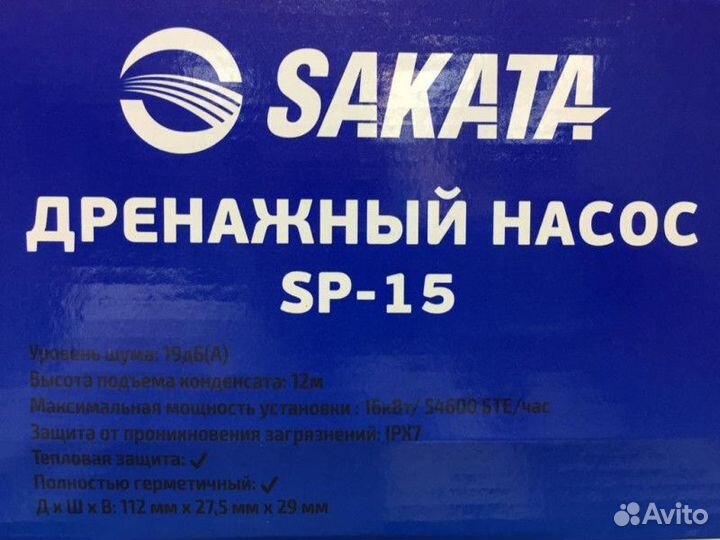 SAKATA
ДРЕНАЖНЫЙ НАСОС
SP-15
Уровень шума: 19дБ(А)
Высота подъема конденсата: 12м
Максимальная мощность установки : 16кВт/ 54600 БТЕ/час
Защита от проникновения загрязнений: IPX7
Тепловая защита: ✓
Полностью герметичный: ✓
Д х Ш х В: 112 мм х 27,5 мм х 29 мм
Avito